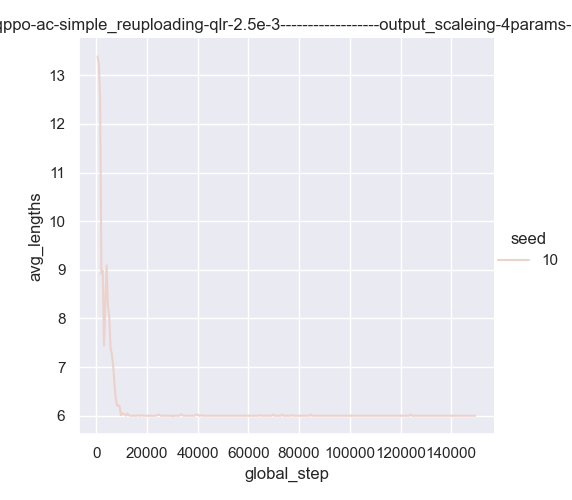 qppo-ac-simple_reuploading-qlr-2.5e-3------------------output_scaleing-4params-
13
12
11
10
9
8
7
6
avg_lengths
0 20000 40000 60000 80000 100000 120000 140000
global_step
seed
10